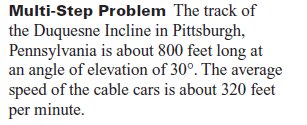 Multi-Step Problem The track of
the Duquesne Incline in Pittsburgh,
Pennsylvania is about 800 feet long at
an angle of elevation of 30°. The average
speed of the cable cars is about 320 feet
per minute.